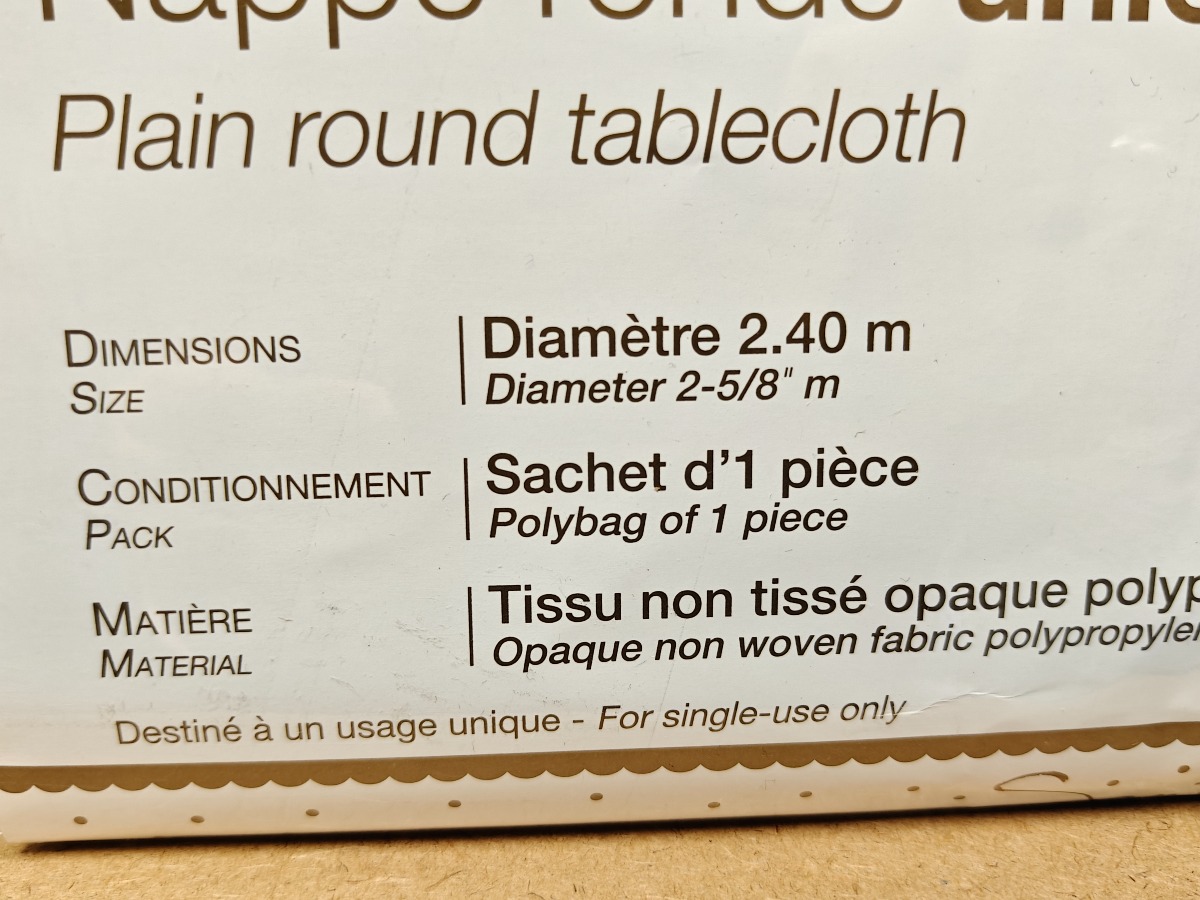 Nappe ronde
Plain round tablecloth
DIMENSIONS
SIZE
Diamètre 2.40 m
Diameter 2-5/8" m
CONDITIONNEMENT
PACK
Sachet d'1 pièce
Polybag of 1 piece
MATIÈRE
MATERIAL
Tissu non tissé opaque
Opaque non woven fabric
Destiné à un usage unique - For single-use only